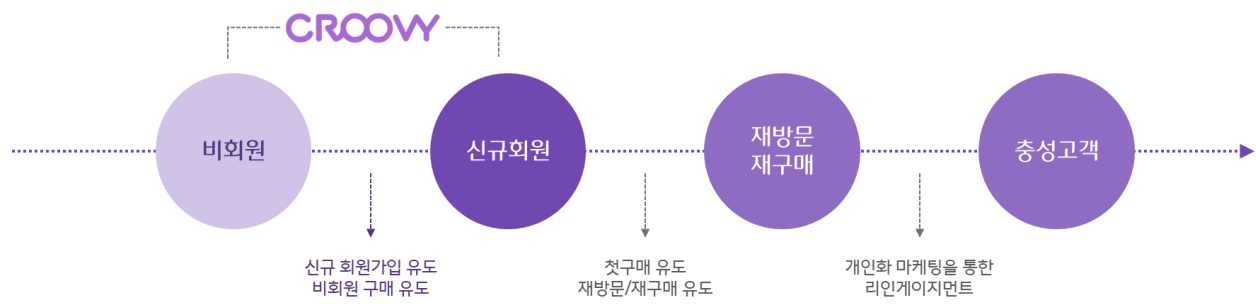 CROOVY
비회원
신규회원
재방문
재구매
충성고객
신규 회원가입 유도
비회원 구매 유도
첫구매 유도
재방문/재구매 유도
개인화 마케팅을 통한
리인게이지먼트